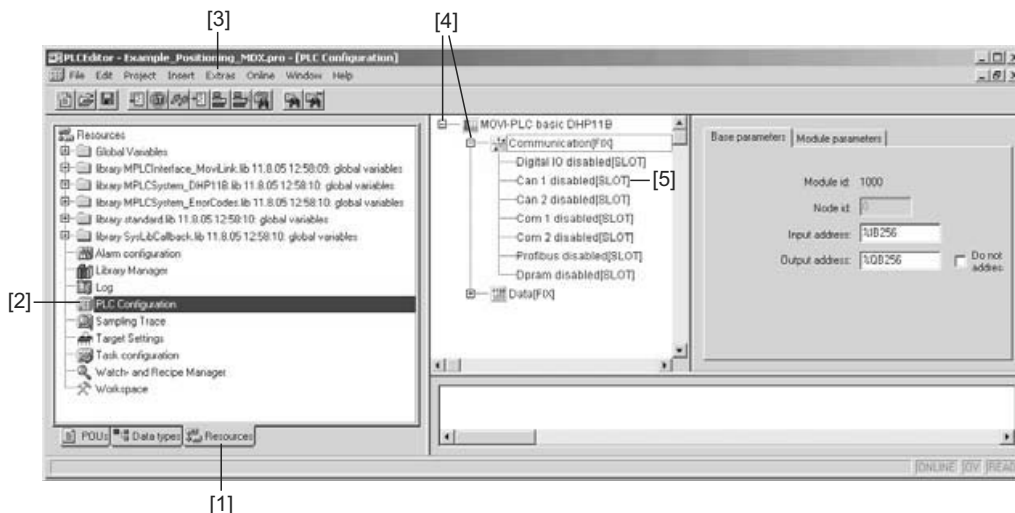 [3]
[4]
PLCEditor - Example_Positioning_MDX.pro - [PLC Configuration]
File Edit Project Insert Extras Online Window Help
Resources
Global Variables
library MPLCInterface_MoviLink.lib 11.8.05 12:58:09: global variables
library MPLCSystem_DHP11B.lib 11.8.05 12:58:10: global variables
library MPLCSystem_ErrorCodes.lib 11.8.05 12:58:10: global variables
library standard.lib 11.8.05 12:58:10: global variables
library SysLibCallback.lib 11.8.05 12:58:10: global variables
Alarm configuration
Library Manager
Log
[2]
PLC Configuration
Sampling Trace
Target Settings
Task configuration
Watch- and Recipe Manager
Workspace
POUs
Data types
Resources
[1]
MOVI-PLC basic DHP11B
Communication[FIX]
Digital IO disabled[SLOT]
Can 1 disabled[SLOT]
[5]
Can 2 disabled[SLOT]
Com 1 disabled[SLOT]
Com 2 disabled[SLOT]
Profibus disabled[SLOT]
Dpram disabled[SLOT]
Data[FIX]
Base parameters
Module parameters
Module id: 1000
Node id: 0
Input address: %IB256
Output address: %QB256
Do not
addres
ONLINE OV READ